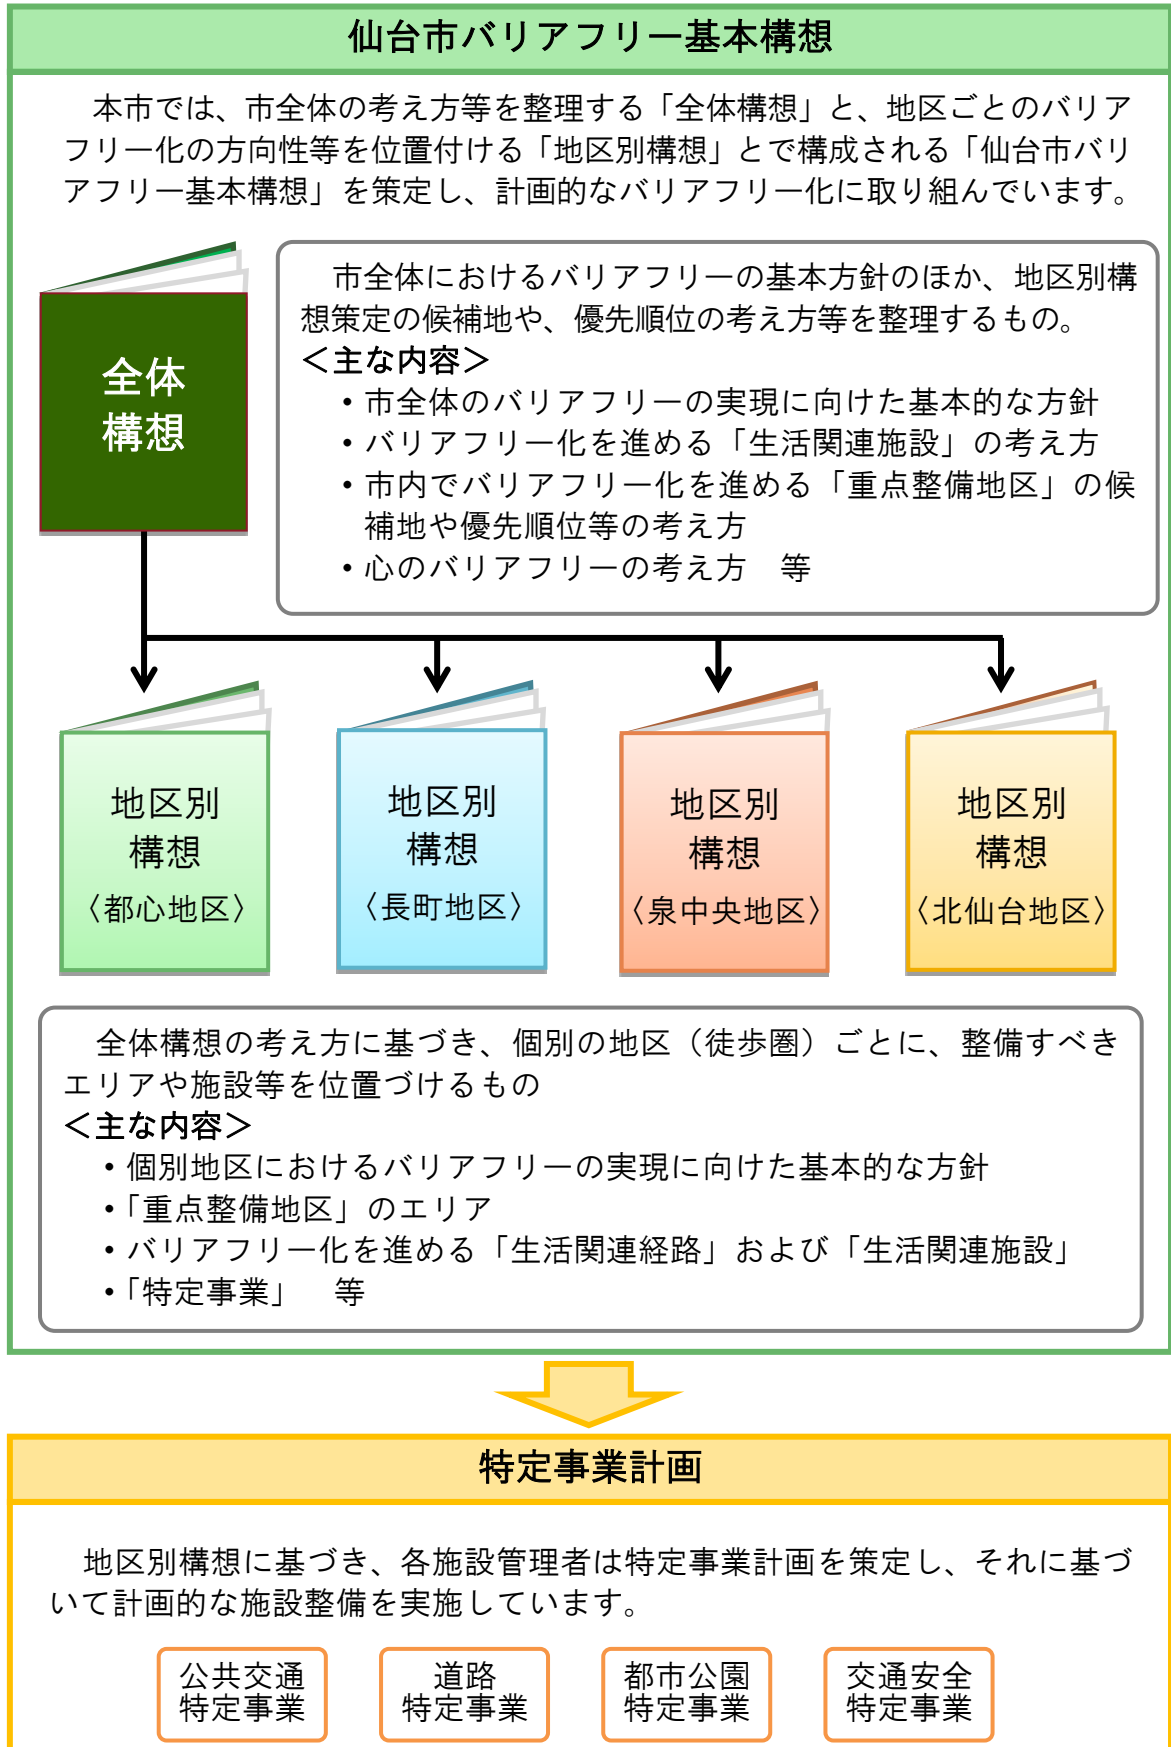 仙台市バリアフリー基本構想
本市では、市全体の考え方等を整理する「全体構想」と、地区ごとのバリア
フリー化の方向性等を位置付ける「地区別構想」とで構成される「仙台市バリ
アフリー基本構想」を策定し、計画的なバリアフリー化に取り組んでいます。
全体
構想
市全体におけるバリアフリーの基本方針のほか、地区別構
想策定の候補地や、優先順位の考え方等を整理するもの。
＜主な内容＞
・市全体のバリアフリーの実現に向けた基本的な方針
・バリアフリー化を進める「生活関連施設」の考え方
・市内でバリアフリー化を進める「重点整備地区」の候
補地や優先順位等の考え方
・心のバリアフリーの考え方　等
地区別
構想
〈都心地区〉
地区別
構想
〈長町地区〉
地区別
構想
〈泉中央地区〉
地区別
構想
〈北仙台地区〉
全体構想の考え方に基づき、個別の地区（徒歩圏）ごとに、整備すべき
エリアや施設等を位置づけるもの
＜主な内容＞
・個別地区におけるバリアフリーの実現に向けた基本的な方針
・「重点整備地区」のエリア
・バリアフリー化を進める「生活関連経路」および「生活関連施設」
・「特定事業」　等
特定事業計画
地区別構想に基づき、各施設管理者は特定事業計画を策定し、それに基づ
いて計画的な施設整備を実施しています。
公共交通
特定事業
道路
特定事業
都市公園
特定事業
交通安全
特定事業